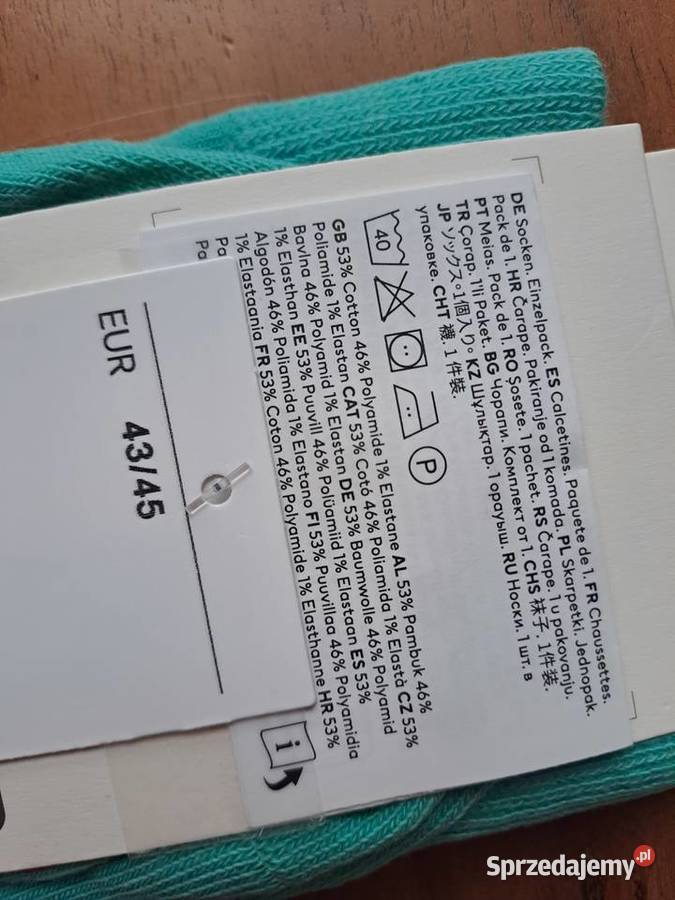 DE Socken. Einzelpack. ES Calcetines. Paquete de 1. FR Chaussettes.
Pack de 1. HR Čarape. Pakiranje od 1 komada. PL Skarpetki. Jednopak.
PT Meias. Pack de 1. RO Șosete. 1 pachet. RS Čarape. 1 u pakovanju.
TR Çorap. 1'li Paket. BG Чорапи. Комплект от 1. CHS 袜子. 1件装.
JP ソックス。1個入り。 KZ Шұлықтар. 1 орауыш. RU Носки. 1 шт. в
упаковке. CHT 襪. 1 件裝.
40
P
GB 53% Cotton 46% Polyamide 1% Elastane AL 53% Pambuk 46%
Poliamide 1% Elastan CAT 53% Cotó 46% Poliamida 1% Elastà CZ 53%
Bavlna 46% Polyamid 1% Elastan DE 53% Baumwolle 46% Polyamid
1% Elasthan EE 53% Puuvill 46% Polüamiid 1% Elastaan ES 53%
Algodón 46% Poliamida 1% Elastano FI 53% Puuvillaa 46% Polyamidia
1% Elastaania FR 53% Coton 46% Polyamide 1% Elasthanne HR 53%
Pa
Pa
i
EUR 43/45
Sprzedajemy.pl